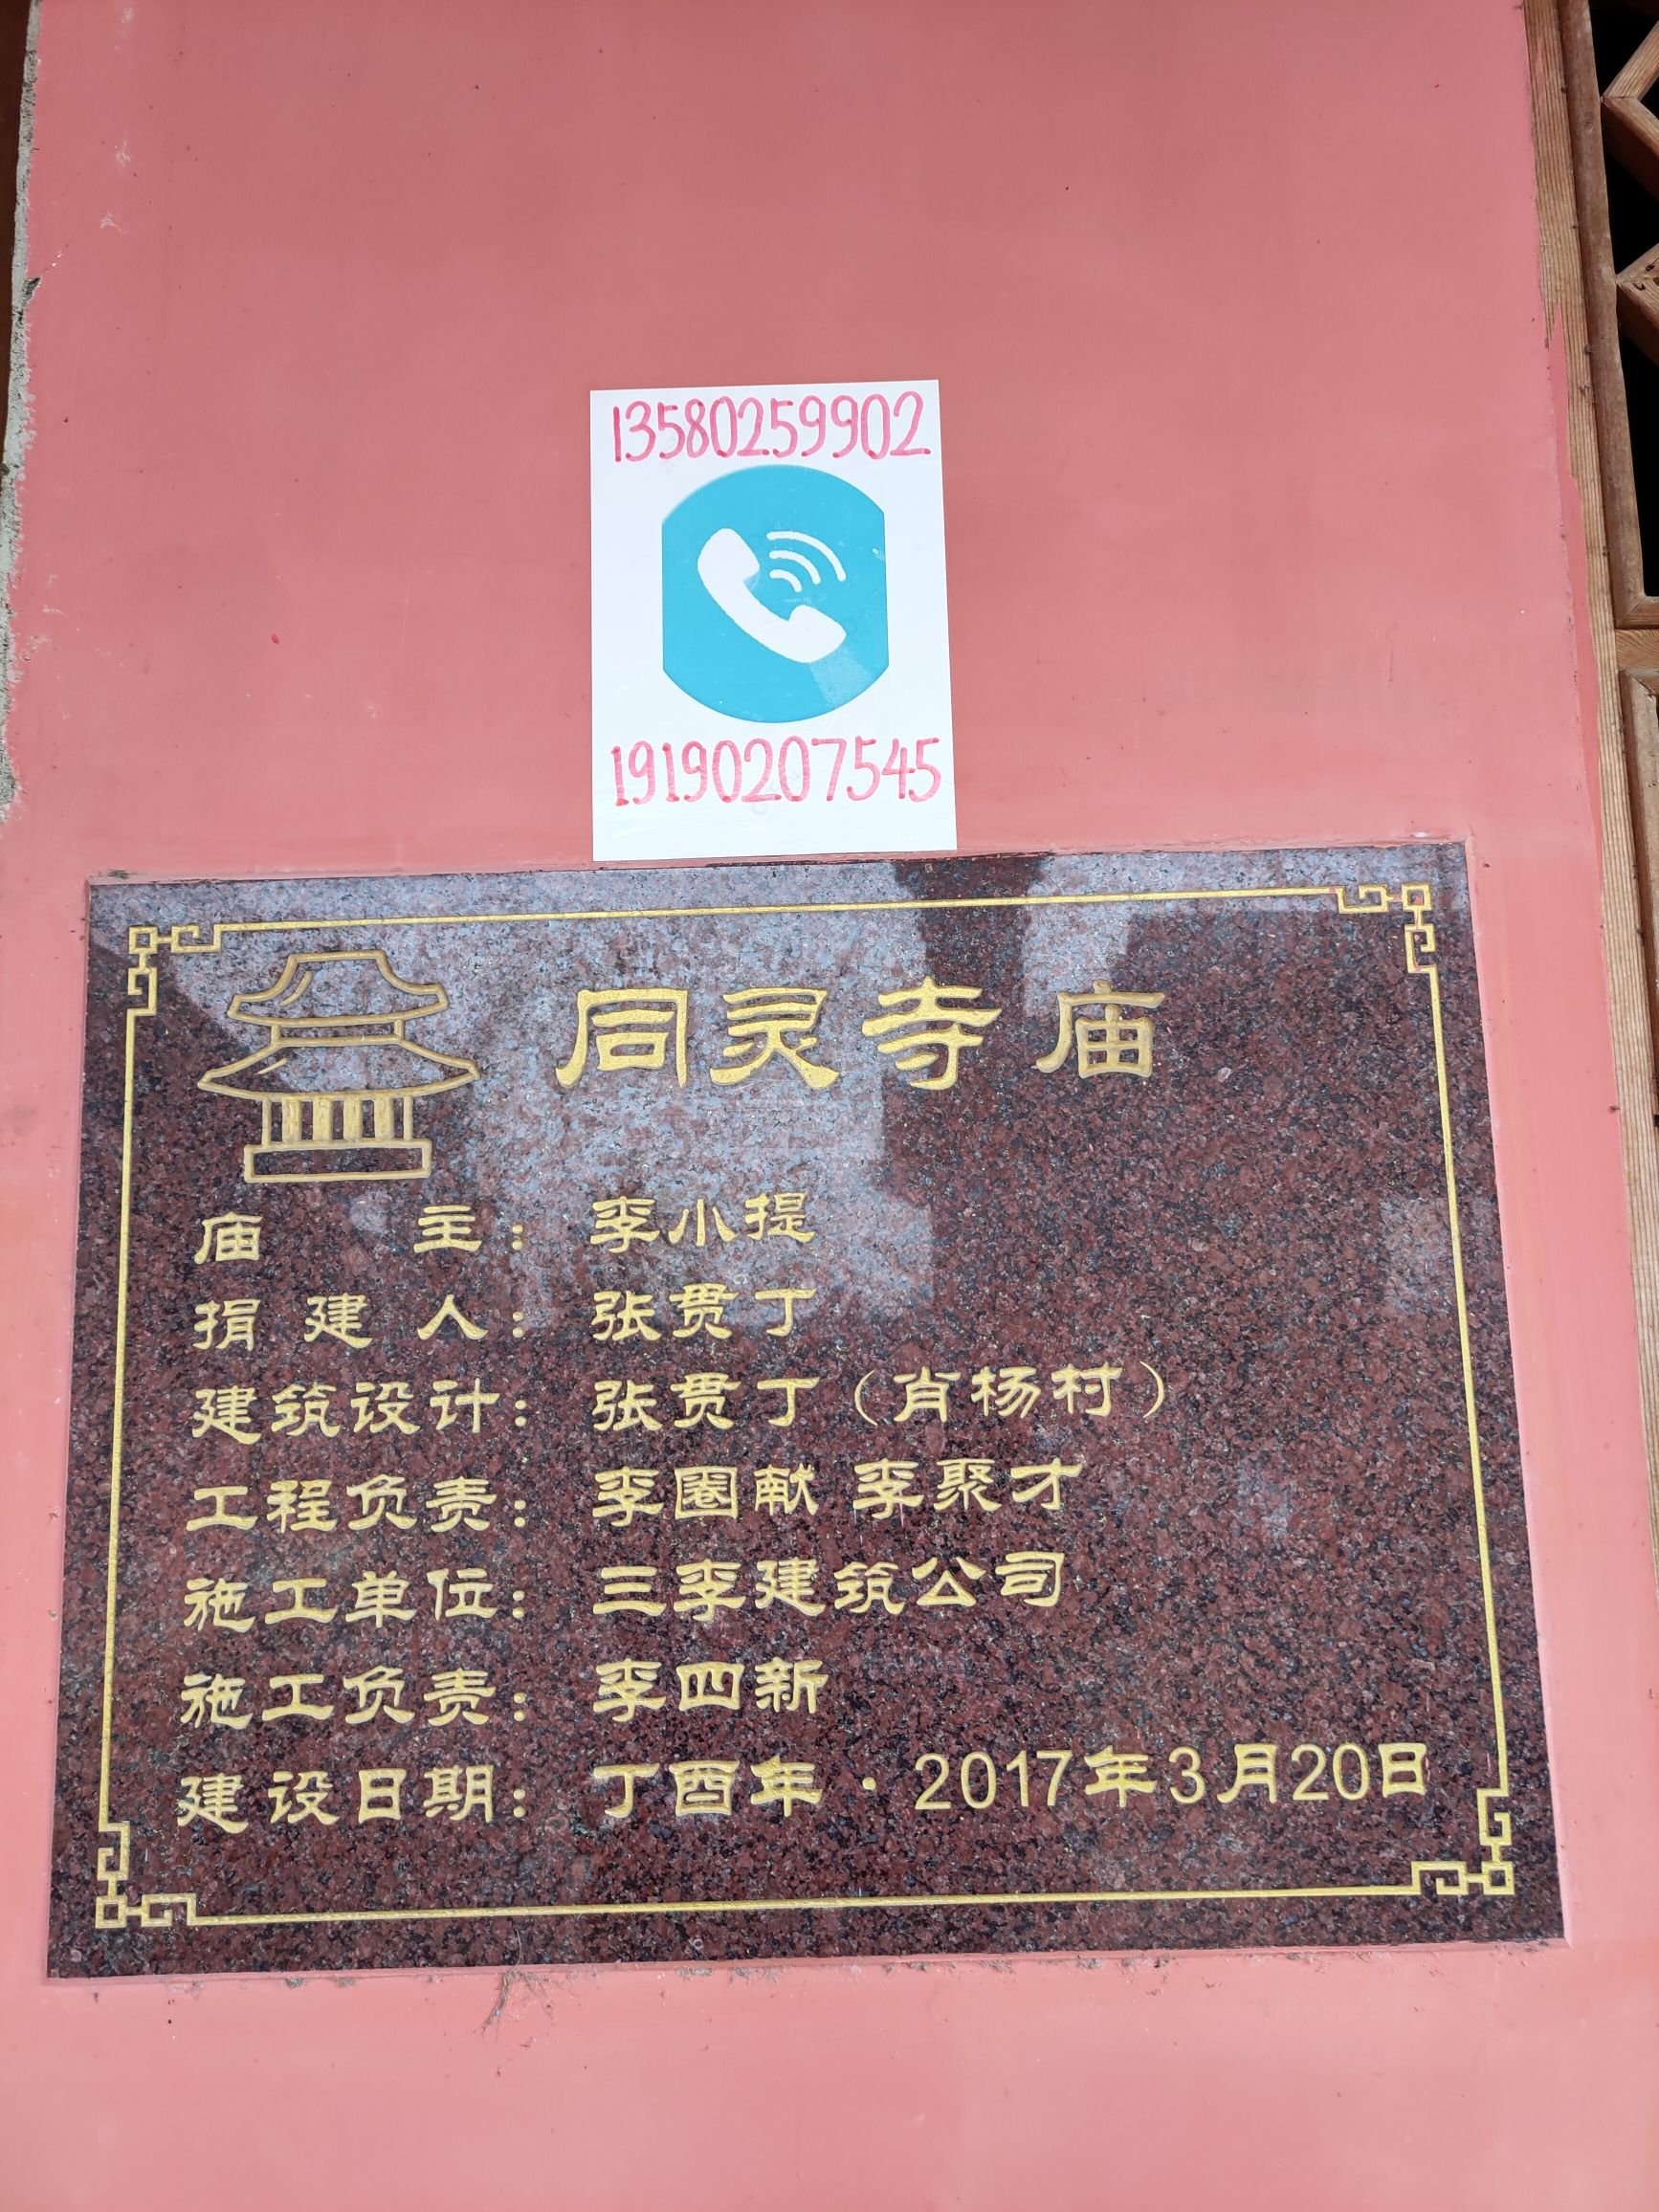 13580259902
19190207545
同灵寺庙
庙主：李小提
捐建人：张贯丁
建筑设计：张贯丁（肖杨村）
工程负责：李圈献 李聚才
施工单位：三李建筑公司
施工负责：李四新
建设日期：丁酉年·2017年3月20日